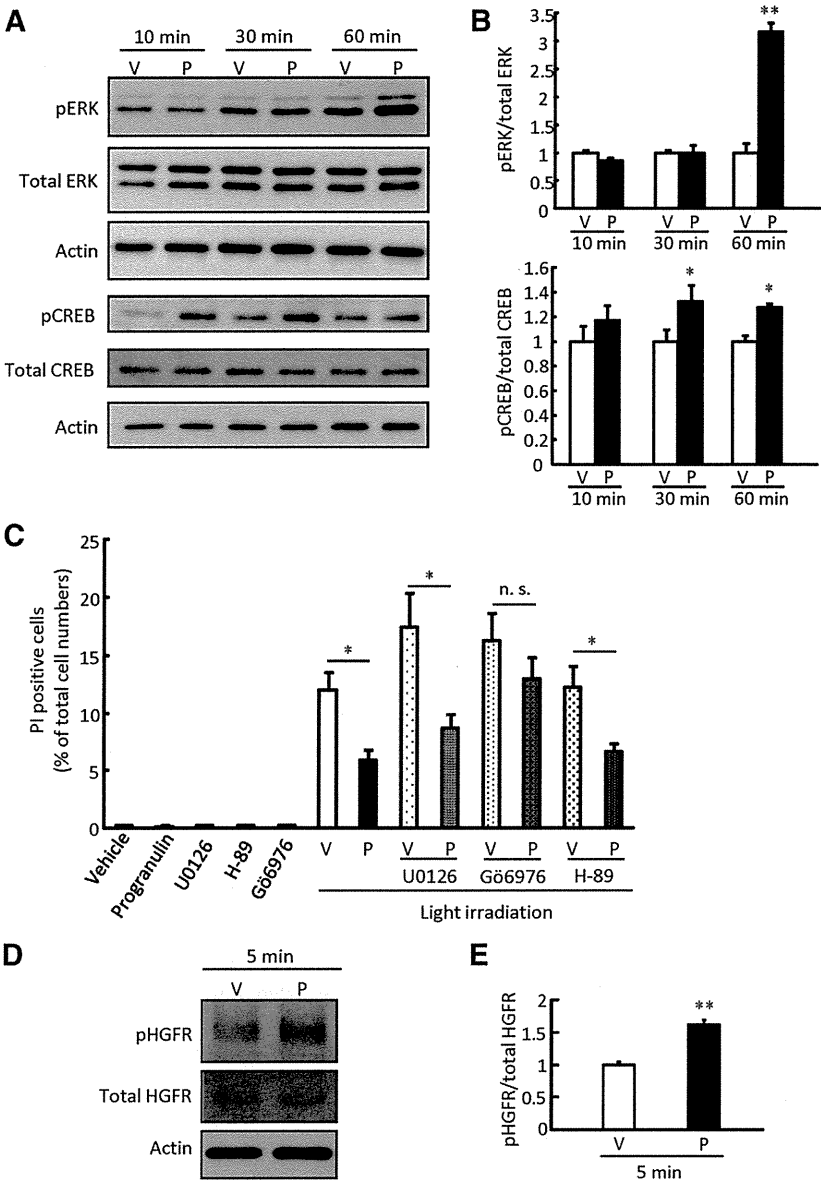 A
10 min 30 min 60 min
V P V P V P
pERK
Total ERK
Actin
pCREB
Total CREB
Actin
B
pERK/total ERK
3.5
3
2.5
2
1.5
1
0.5
0
**
V P V P V P
10 min 30 min 60 min
pCREB/total CREB
1.6
1.4
1.2
1
0.8
0.6
0.4
0.2
0
* *
V P V P V P
10 min 30 min 60 min
C
PI positive cells
(% of total cell numbers)
25
20
15
10
5
0
* * n. s. *
Vehicle
Progranulin
U0126
H-89
Gö6976
V P V P V P V P
U0126 Gö6976 H-89
Light irradiation
D
5 min
V P
pHGFR
Total HGFR
Actin
E
pHGFR/total HGFR
2
1.5
1
0.5
0
**
V P
5 min